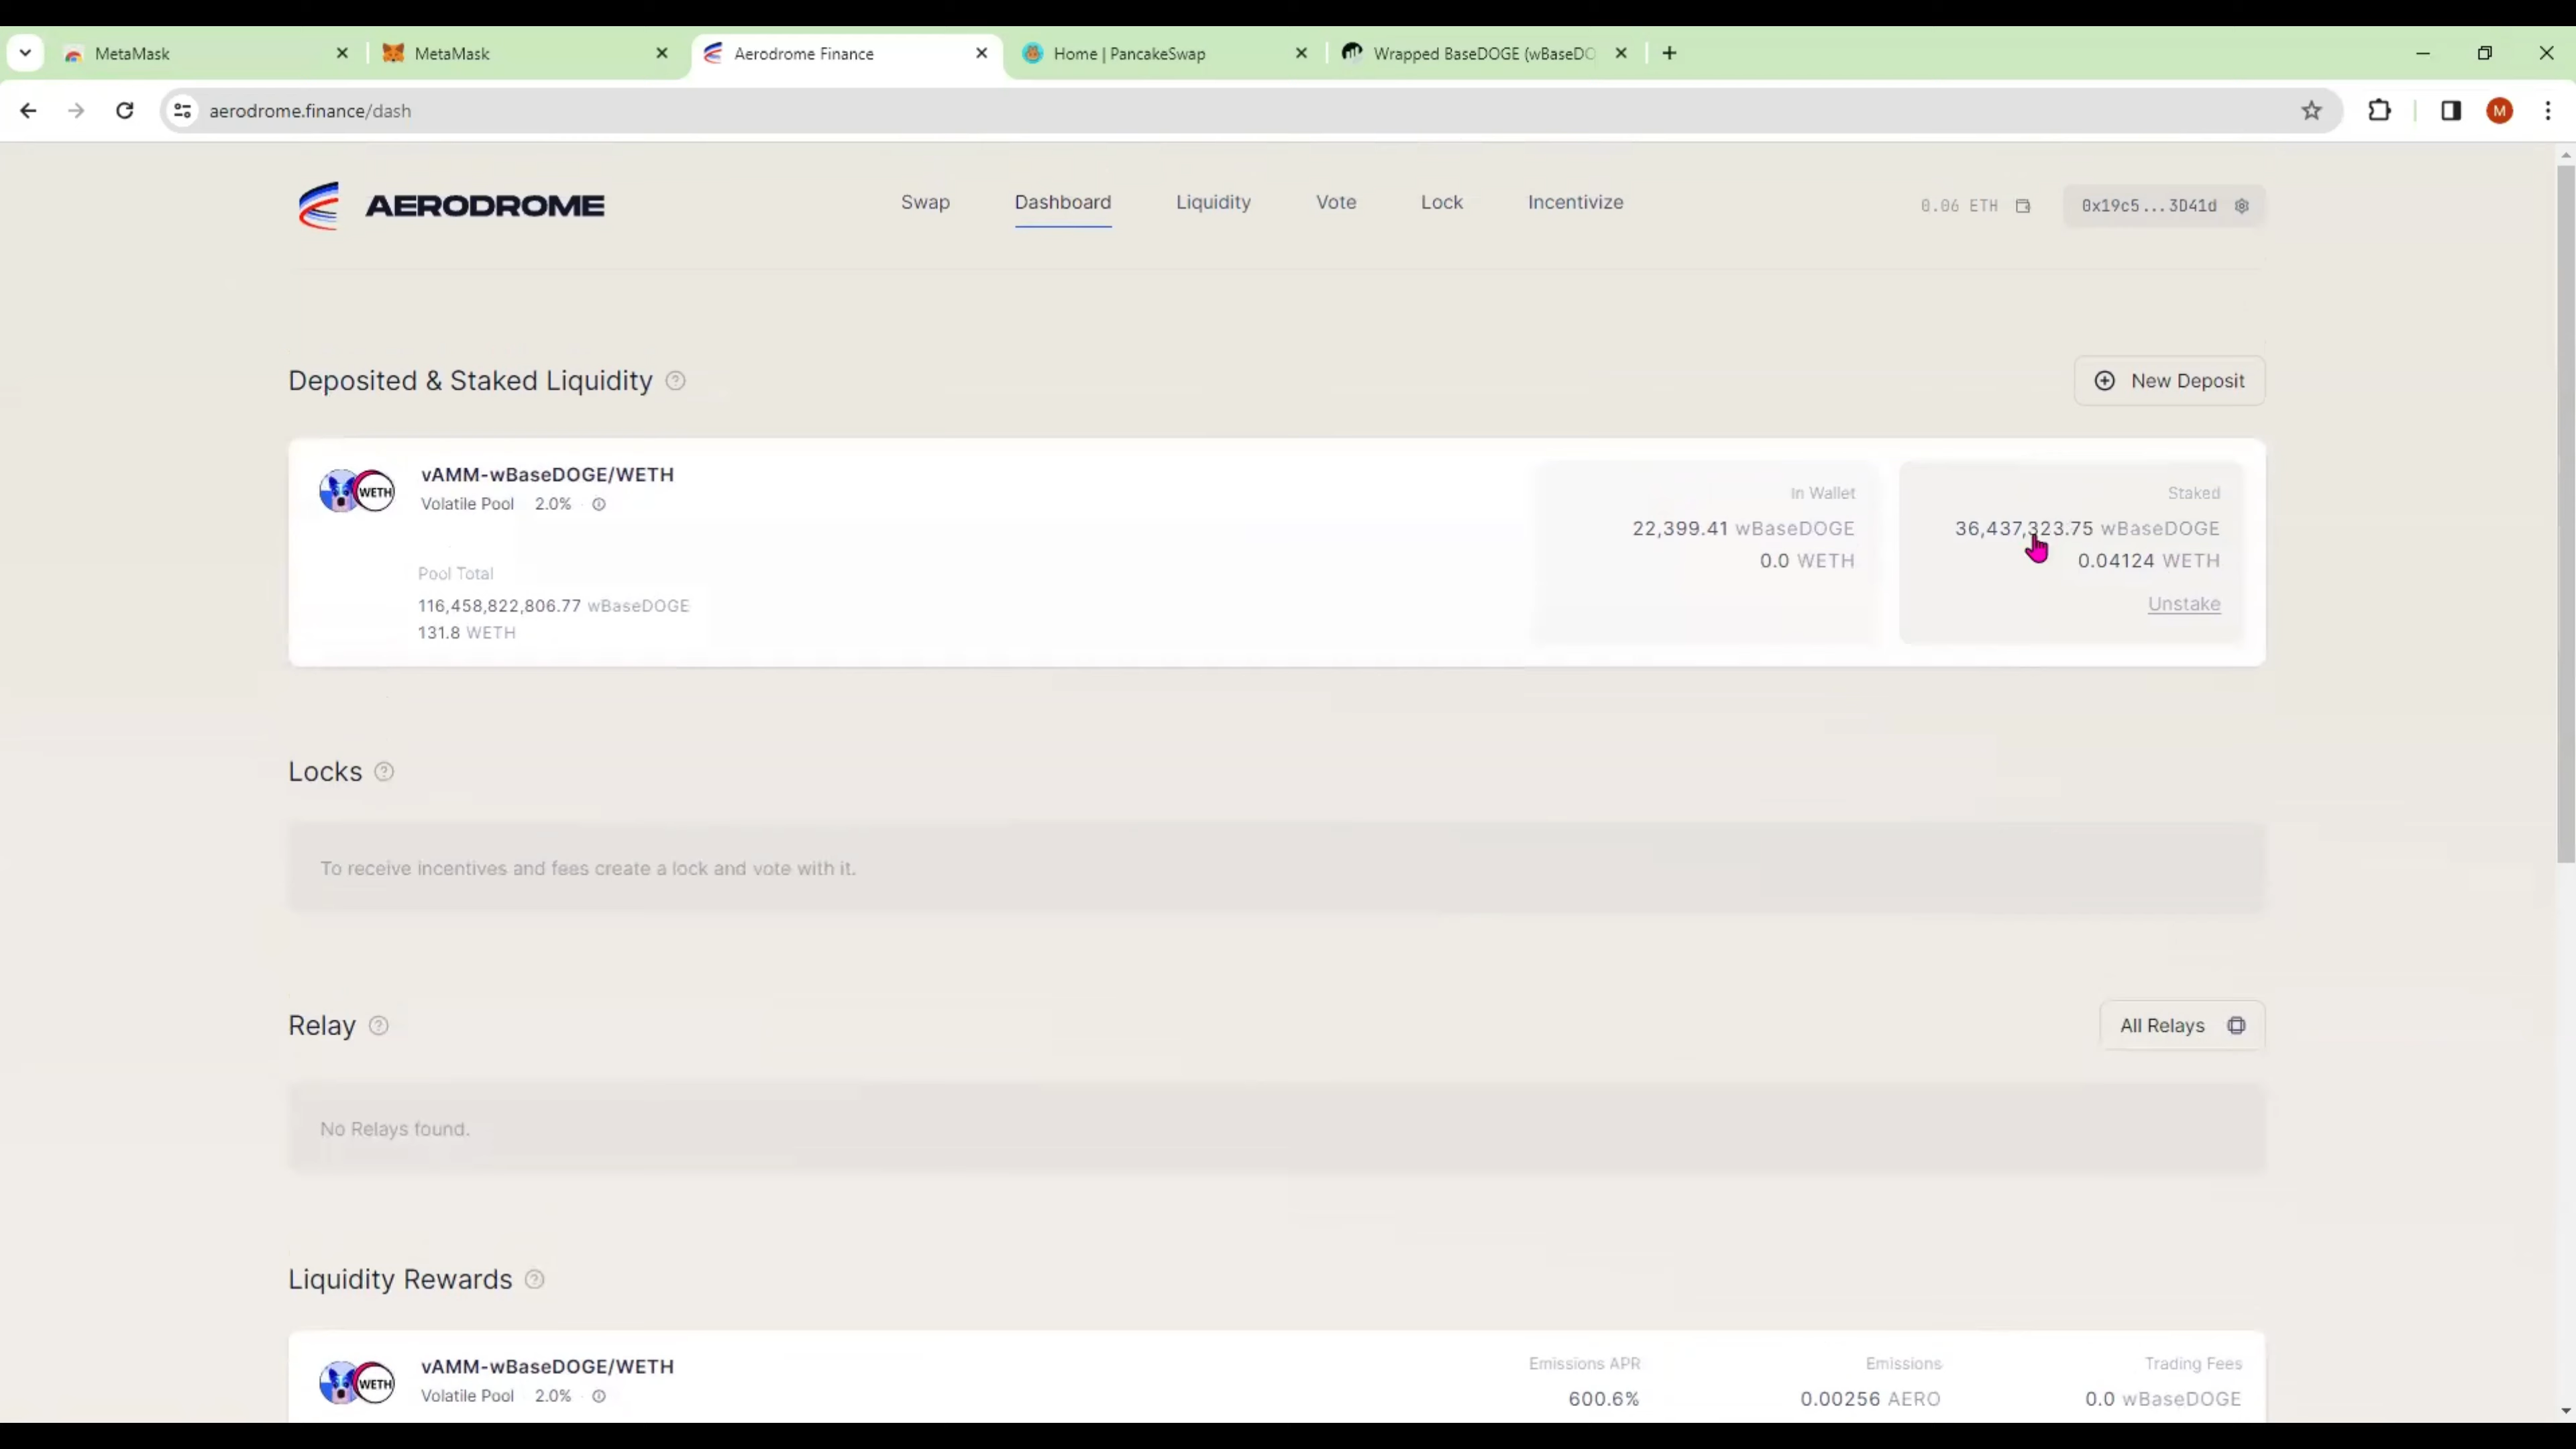 MetaMask
MetaMask
Aerodrome Finance
Home | PancakeSwap
Wrapped BaseDOGE (wBaseDO
aerodrome.finance/dash
M
AERODROME
Swap
Dashboard
Liquidity
Vote
Lock
Incentivize
0.06 ETH
0x19c5...3D41d
Deposited & Staked Liquidity
New Deposit
WETH
vAMM-wBaseDOGE/WETH
Volatile Pool 2.0% ·
In Wallet
22,399.41 wBaseDOGE
0.0 WETH
Staked
36,437,323.75 wBaseDOGE
0.04124 WETH
Unstake
Pool Total
116,458,822,806.77 wBaseDOGE
131.8 WETH
Locks
To receive incentives and fees create a lock and vote with it.
Relay
All Relays
No Relays found.
Liquidity Rewards
WETH
vAMM-wBaseDOGE/WETH
Volatile Pool 2.0% ·
Emissions APR
600.6%
Emissions
0.00256 AERO
Trading Fees
0.0 wBaseDOGE